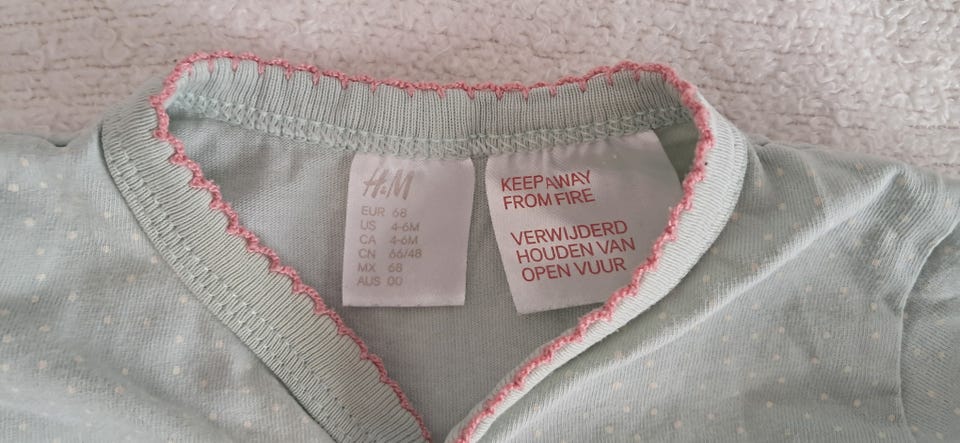 H&M
EUR 68
US 4-6M
CA 4-6M
CN 66/48
MX 68
AUS 00
KEEP AWAY
FROM FIRE
VERWIJDERD
HOUDEN VAN
OPEN VUUR